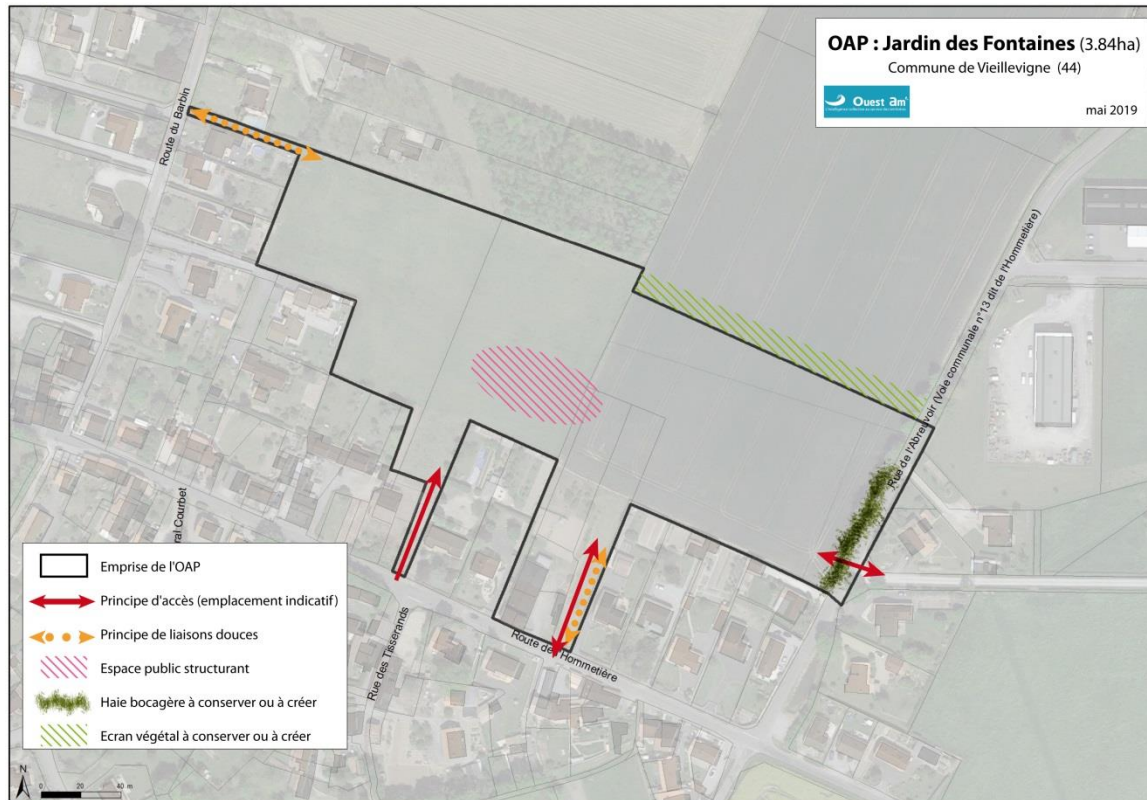 OAP : Jardin des Fontaines (3.84ha)
Commune de Vieillevigne (44)
Ouest am'
mai 2019
Route du Barbin
Rue de l'Abreuvoir (Voie communale n°13 dit de l'Hommetière)
ral Courbet
Rue des Tisserands
Route de l'Hommetière
Emprise de l'OAP
Principe d'accès (emplacement indicatif)
Principe de liaisons douces
Espace public structurant
Haie bocagère à conserver ou à créer
Ecran végétal à conserver ou à créer
N
0 20 40 m